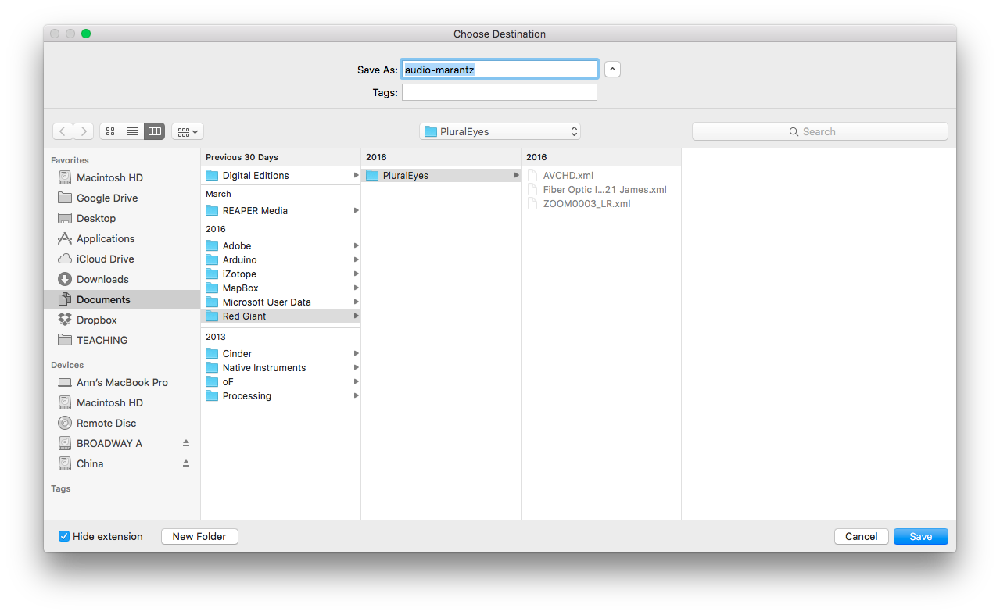 Choose Destination
Save As: audio-marantz
Tags:
PluralEyes
Search
Favorites
Macintosh HD
Google Drive
Desktop
Applications
iCloud Drive
Downloads
Documents
Dropbox
TEACHING
Devices
Ann's MacBook Pro
Macintosh HD
Remote Disc
BROADWAY A
China
Tags
Previous 30 Days
Digital Editions
March
REAPER Media
2016
Adobe
Arduino
iZotope
MapBox
Microsoft User Data
Red Giant
2013
Cinder
Native Instruments
oF
Processing
2016
PluralEyes
2016
AVCHD.xml
Fiber Optic I...21 James.xml
ZOOM0003_LR.xml
Hide extension
New Folder
Cancel
Save